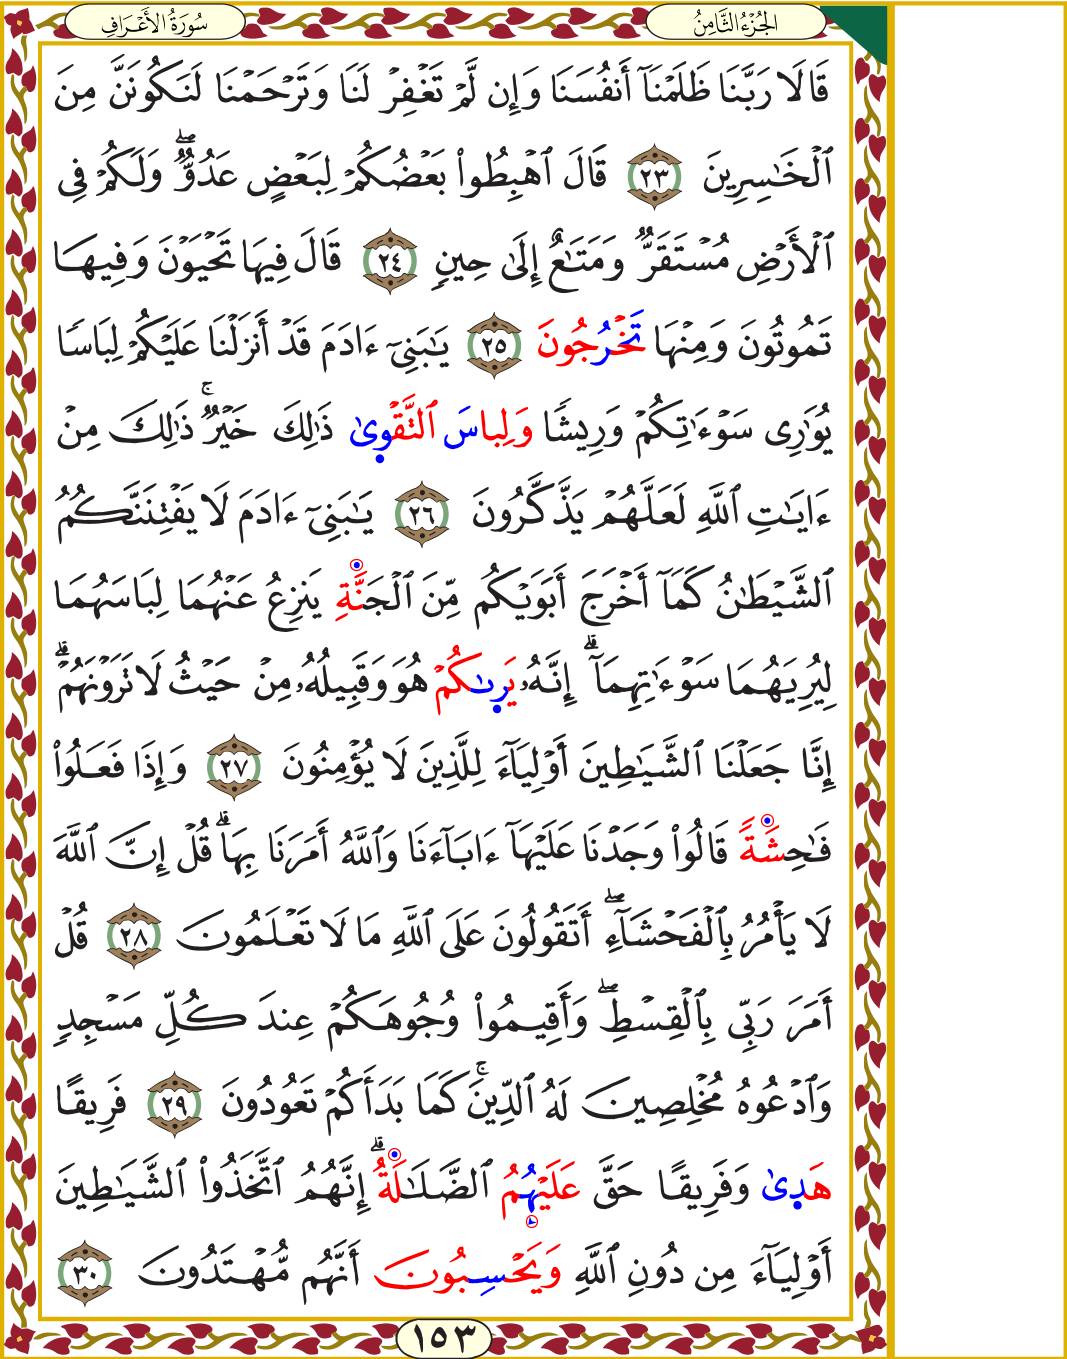 الجُزْءُ الثَّامِنُ
سُورَةُ الأَعْرَافِ
قَالَا رَبَّنَا ظَلَمْنَآ أَنفُسَنَا وَإِن لَّمْ تَغْفِرْ لَنَا وَتَرْحَمْنَا لَنَكُونَنَّ مِنَ
ٱلْخَٰسِرِينَ ٢٣ قَالَ ٱهْبِطُوا۟ بَعْضُكُمْ لِبَعْضٍ عَدُوٌّۖ وَلَكُمْ فِى
ٱلْأَرْضِ مُسْتَقَرٌّ وَمَتَٰعٌ إِلَىٰ حِينٍ ٢٤ قَالَ فِيهَا تَحْيَوْنَ وَفِيهَا
تَمُوتُونَ وَمِنْهَا تَخْرُجُونَ ٢٥ يَٰبَنِىٓ ءَادَمَ قَدْ أَنزَلْنَا عَلَيْكُمْ لِبَاسًا
يُوَٰرِى سَوْءَٰتِكُمْ وَرِيشًا وَلِباسَ ٱلتَّقْوِىٰ ذَٰلِكَ خَيْرٌۚ ذَٰلِكَ مِنْ
ءَايَٰتِ ٱللَّهِ لَعَلَّهُمْ يَذَّكَّرُونَ ٢٦ يَٰبَنِىٓ ءَادَمَ لَا يَفْتِنَنَّكُمُ
ٱلشَّيْطَٰنُ كَمَآ أَخْرَجَ أَبَوَيْكُم مِّنَ ٱلْجَنَّةِ يَنزِعُ عَنْهُمَا لِبَاسَهُمَا
لِيُرِيَهُمَا سَوْءَٰتِهِمَآۗ إِنَّهُۥ يَرِىٰكُمْ هُوَ وَقَبِيلُهُۥ مِنْ حَيْثُ لَا تَرَوْنَهُمْۗ
إِنَّا جَعَلْنَا ٱلشَّيَٰطِينَ أَوْلِيَآءَ لِلَّذِينَ لَا يُؤْمِنُونَ ٢٧ وَإِذَا فَعَلُوا۟
فَٰحِشَةً قَالُوا۟ وَجَدْنَا عَلَيْهَآ ءَابَآءَنَا وَٱللَّهُ أَمَرَنَا بِهَاۗ قُلْ إِنَّ ٱللَّهَ
لَا يَأْمُرُ بِٱلْفَحْشَآءِۖ أَتَقُولُونَ عَلَى ٱللَّهِ مَا لَا تَعْلَمُونَ ٢٨ قُلْ
أَمَرَ رَبِّى بِٱلْقِسْطِۖ وَأَقِيمُوا۟ وُجُوهَكُمْ عِندَ كُلِّ مَسْجِدٍ
وَٱدْعُوهُ مُخْلِصِينَ لَهُ ٱلدِّينَۚ كَمَا بَدَأَكُمْ تَعُودُونَ ٢٩ فَرِيقًا
هَدِىٰ وَفَرِيقًا حَقَّ عَلَيْهُمُ ٱلضَّلَٰلَةُۗ إِنَّهُمُ ٱتَّخَذُوا۟ ٱلشَّيَٰطِينَ
أَوْلِيَآءَ مِن دُونِ ٱللَّهِ وَيَحْسِبُونَ أَنَّهُم مُّهْتَدُونَ ٣٠
١٥٣